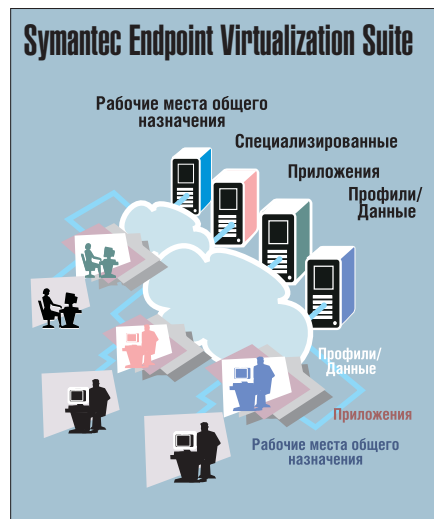 Symantec Endpoint Virtualization Suite
Рабочие места общего
назначения
Специализированные
Приложения
Профили/
Данные
Профили/
Данные
Приложения
Рабочие места общего
назначения